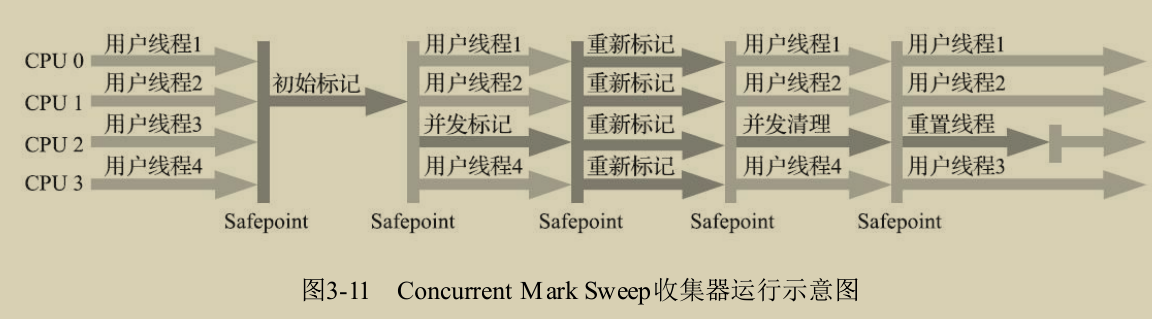 用户线程1 用户线程1 重新标记 用户线程1 用户线程1
CPU 0
用户线程2 初始标记 用户线程2 重新标记 用户线程2 用户线程2
CPU 1
用户线程3 并发标记 重新标记 并发清理 重置线程
CPU 2
用户线程4 用户线程4 重新标记 用户线程4 用户线程3
CPU 3
Safepoint Safepoint Safepoint Safepoint Safepoint
图3-11 Concurrent Mark Sweep收集器运行示意图